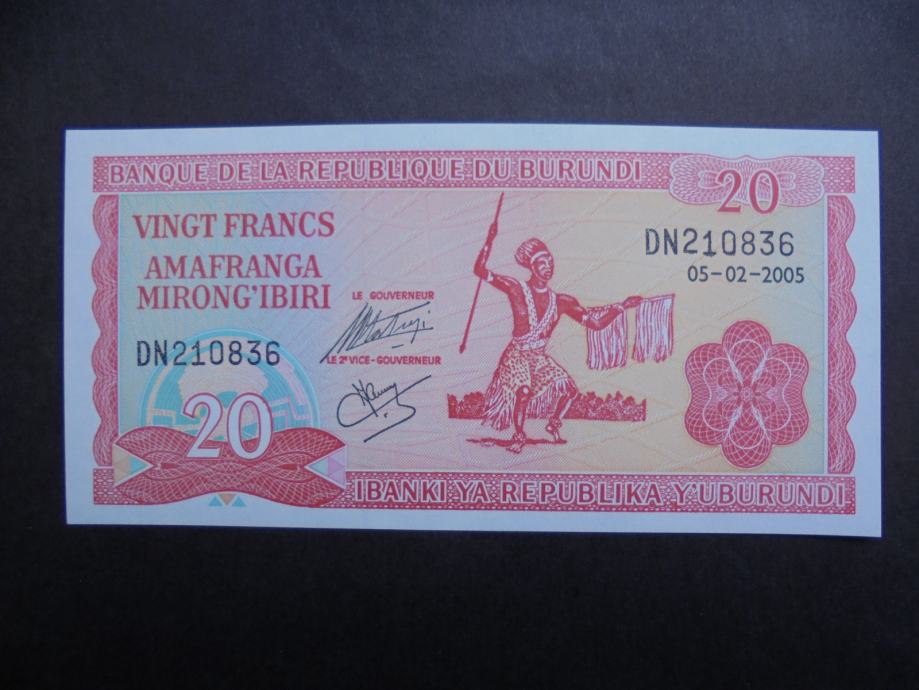 BANQUE DE LA REPUBLIQUE DU BURUNDI
20
VINGT FRANCS
AMAFRANGA
MIRONG'IBIRI
DN210836
05-02-2005
LE GOUVERNEUR
LE 2e VICE-GOUVERNEUR
DN210836
20
IBANKI YA REPUBLIKA Y'UBURUNDI